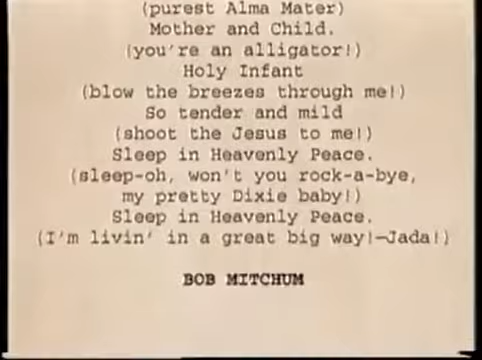 (purest Alma Mater)
Mother and Child.
(you're an alligator!)
Holy Infant
(blow the breezes through me!)
So tender and mild
(shoot the Jesus to me!)
Sleep in Heavenly Peace.
(sleep-oh, won't you rock-a-bye,
my pretty Dixie baby!)
Sleep in Heavenly Peace.
(I'm livin' in a great big way!—Jada!)
BOB MITCHUM